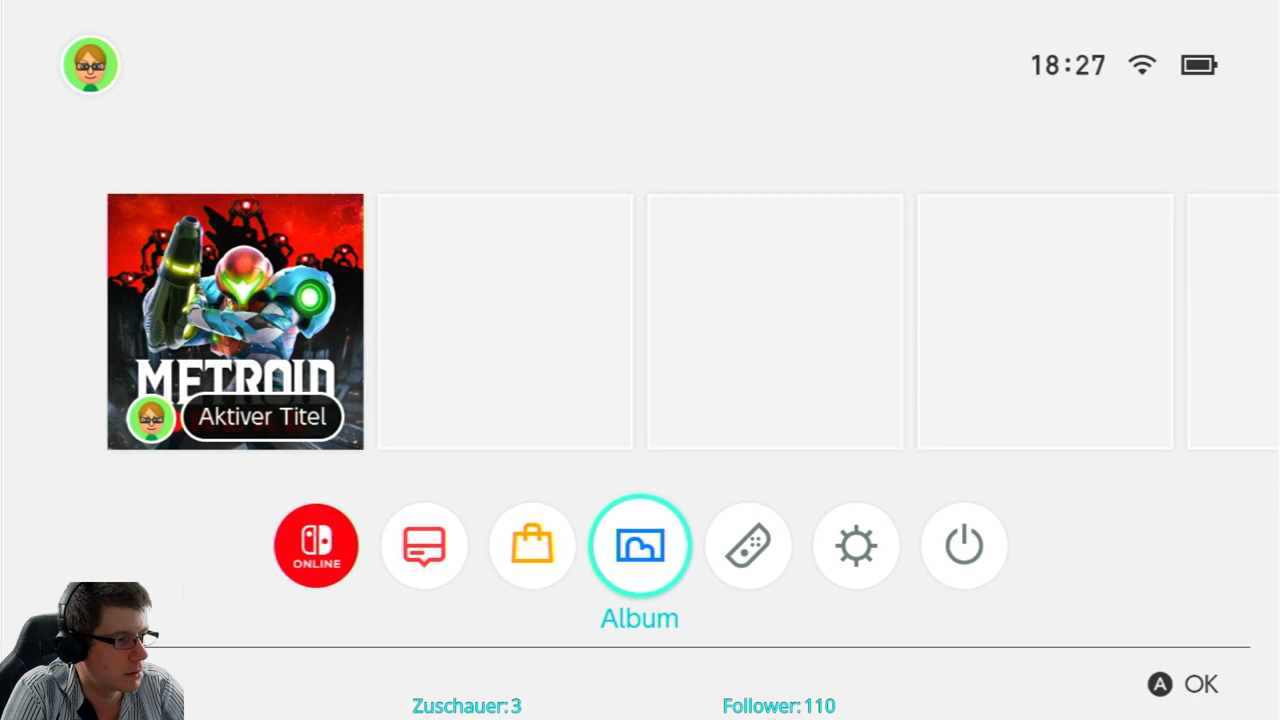 18:27
METROID
Aktiver Titel
ONLINE
Album
A OK
Zuschauer:3
Follower:110